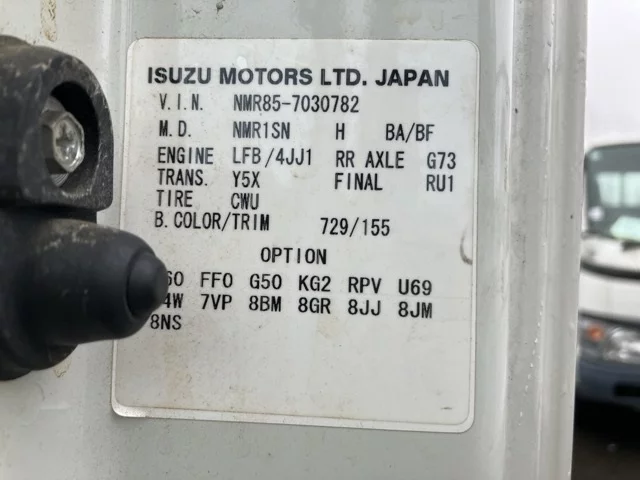 ISUZU MOTORS LTD. JAPAN
V.I.N. NMR85-7030782
M.D. NMR1SN H BA/BF
ENGINE LFB/4JJ1 RR AXLE G73
TRANS. Y5X FINAL RU1
TIRE CWU
B.COLOR/TRIM 729/155
OPTION
FF0 G50 KG2 RPV U69
7VP 8BM 8GR 8JJ 8JM
8NS